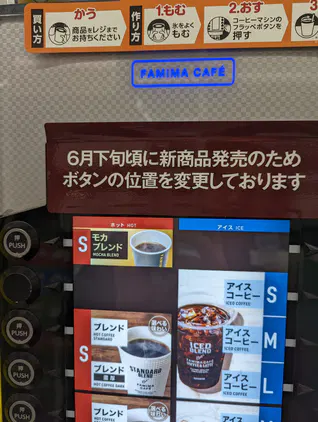 買い方
かう
商品をレジまで
お持ちください
作り方
1.もむ
氷をよく
もむ
2.おす
コーヒーマシンの
フラッペボタンを
押す
3
FAMIMA CAFÉ
6月下旬頃に新商品発売のため
ボタンの位置を変更しております
ホット HOT
アイス ICE
押 PUSH
S
モカ
ブレンド
MOCHA BLEND
アイス
コーヒー
ICED COFFEE
S
押 PUSH
アイス
コーヒー
ICED COFFEE
M
S
ブレンド
HOT COFFEE
STANDARD
ブレンド
濃厚
HOT COFFEE DARK
STANDARD
BLEND
ICED
BLEND
押 PUSH
アイス
コーヒー
ICED COFFEE
L
ブレンド
HOT COFFEE
押 PUSH